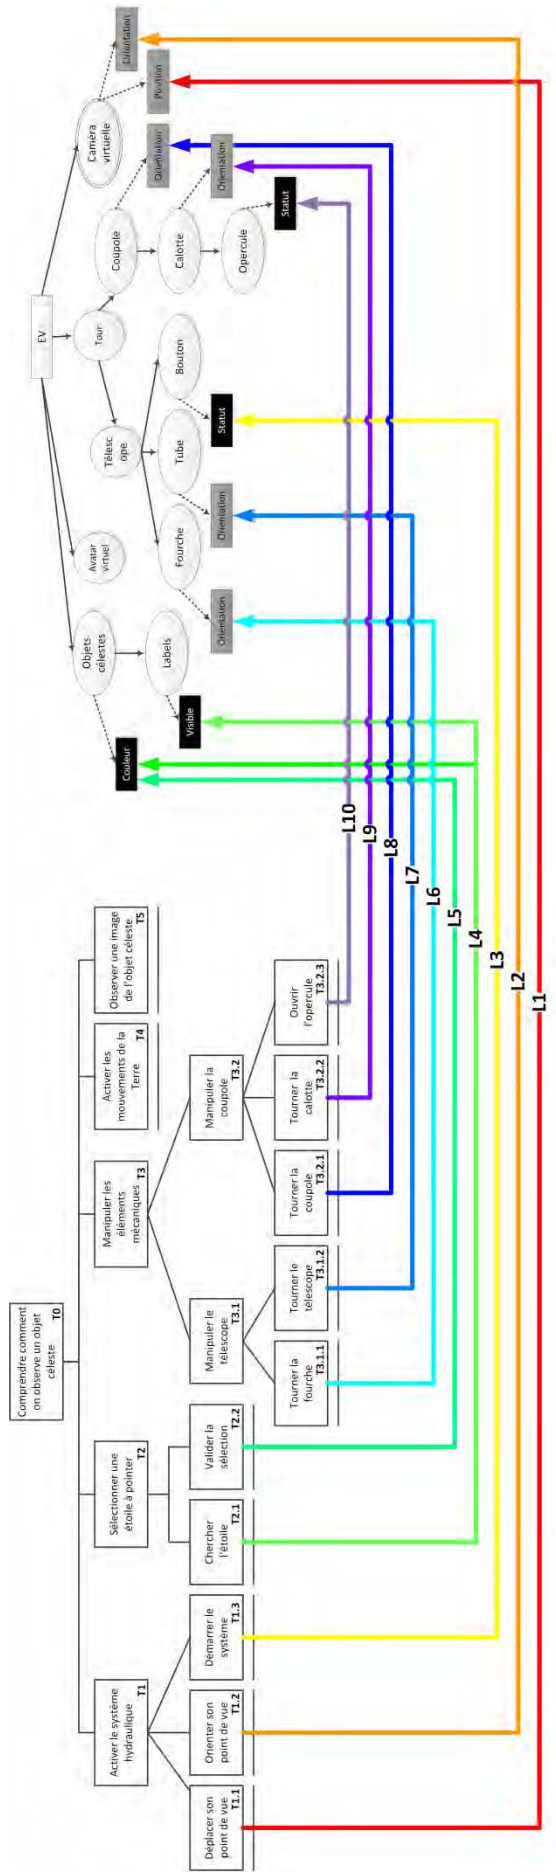 Comprendre comment
on observe un objet
céleste
T0
Activer le système
hydraulique
T1
Sélectionner une
étoile à pointer
T2
Manipuler les
éléments
mécaniques
T3
Activer les
mouvements de la
Terre
T4
Observer une image
de l'objet céleste
T5
Déplacer son
point de vue
T1.1
Orienter son
point de vue
T1.2
Démarrer le
système
T1.3
Chercher
l'étoile
T2.1
Valider la
sélection
T2.2
Manipuler le
télescope
T3.1
Manipuler la
coupole
T3.2
Tourner la
fourche
T3.1.1
Tourner le
télescope
T3.1.2
Tourner la
coupole
T3.2.1
Tourner la
calotte
T3.2.2
Ouvrir
l'opercule
T3.2.3
EV
Objets
célestes
Avatar
virtuel
Tour
Caméra
virtuelle
Labels
Télesc
ope
Coupole
Fourche
Tube
Bouton
Calotte
Opercule
Couleur
Visible
Orientation
Orientation
Statut
Statut
Orientation
Orientation
Position
Orientation
L10
L9
L8
L7
L6
L5
L4
L3
L2
L1